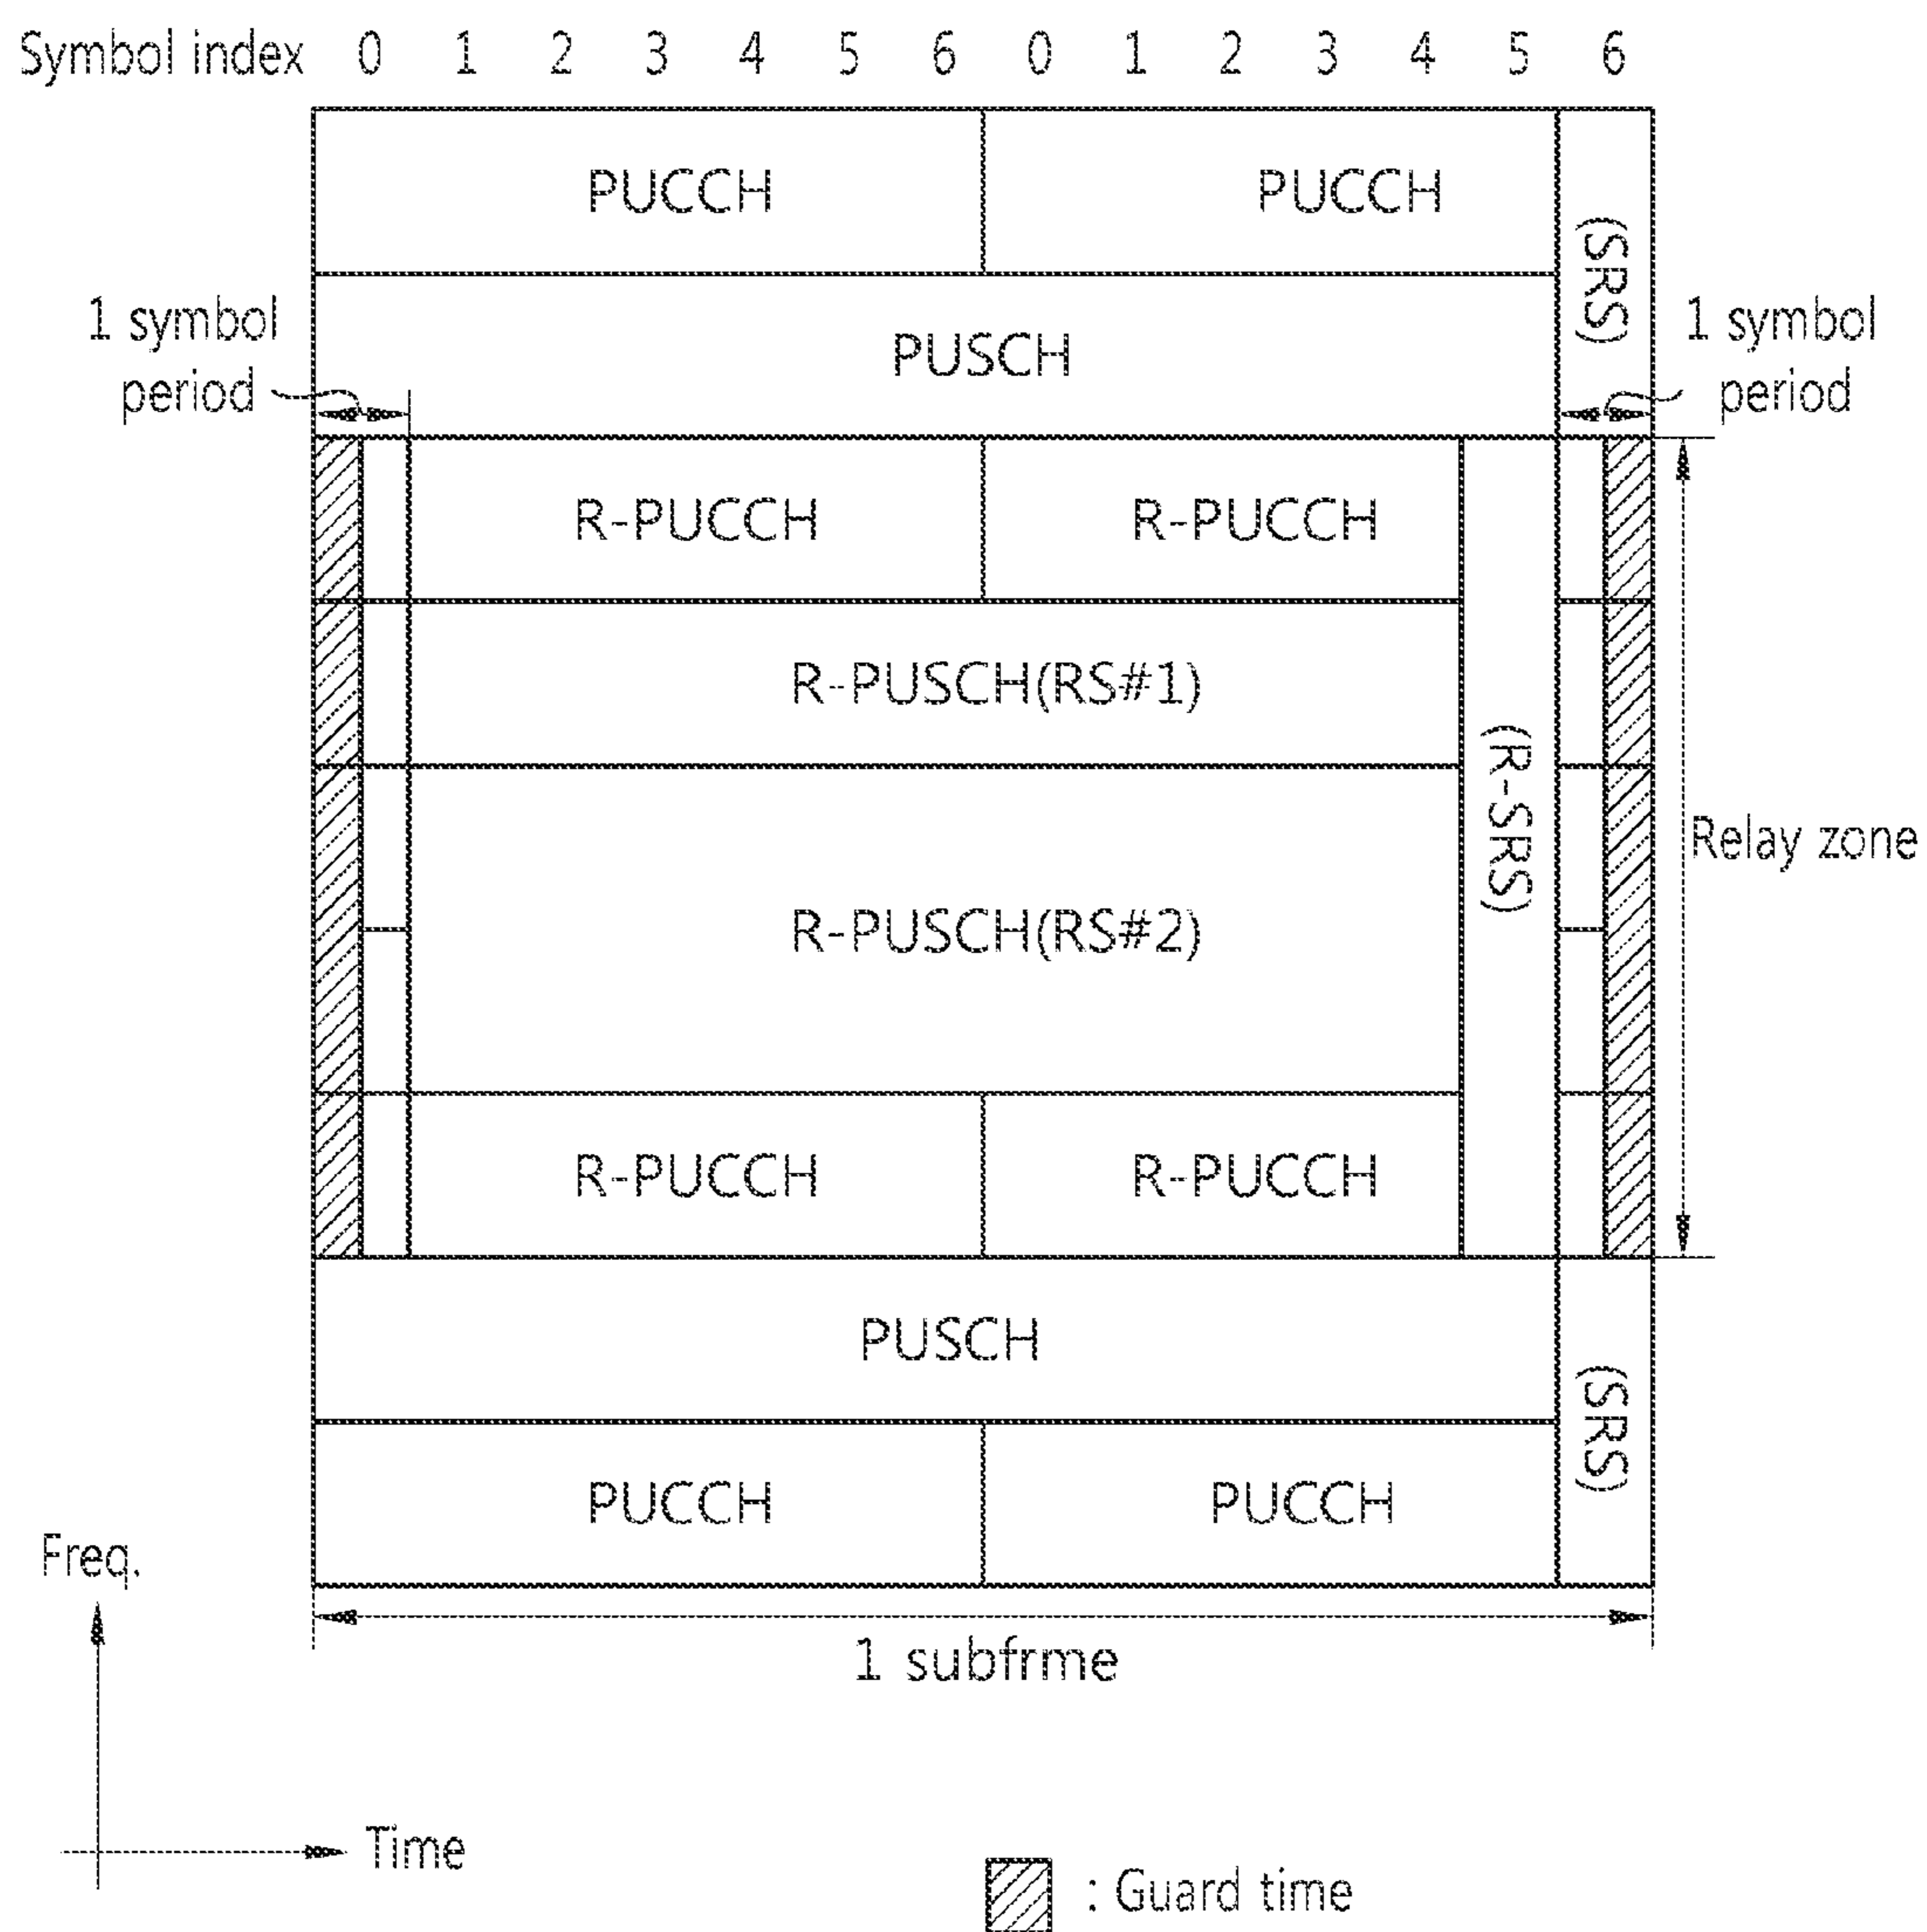 Symbol index 0 1 2 3 4 5 6 0 1 2 3 4 5 6
PUCCH PUCCH
(SRS)
1 symbol
period
PUSCH
1 symbol
period
R-PUCCH R-PUCCH
R-PUSCH(RS#1)
(R-SRS)
Relay zone
R-PUSCH(RS#2)
R-PUCCH R-PUCCH
PUSCH
(SRS)
PUCCH PUCCH
1 subfrme
Freq.
Time
: Guard time